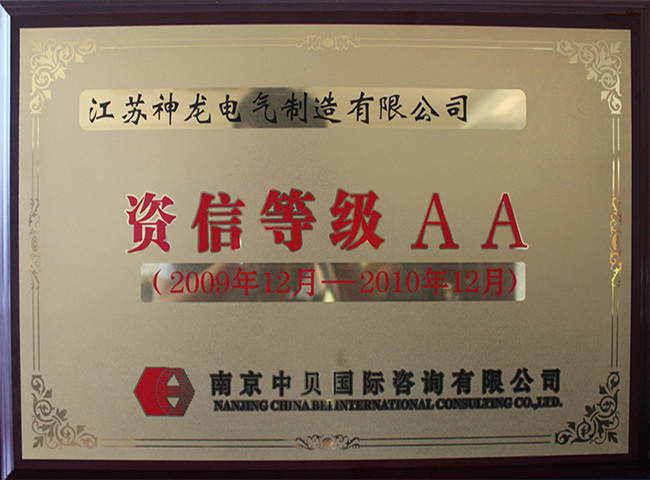 江苏神龙电气制造有限公司
资信等级 A A
(2009年12月—2010年12月)
南京中贝国际咨询有限公司
NANJING CHINA BEI INTERNATIONAL CONSULTING CO.,LTD.